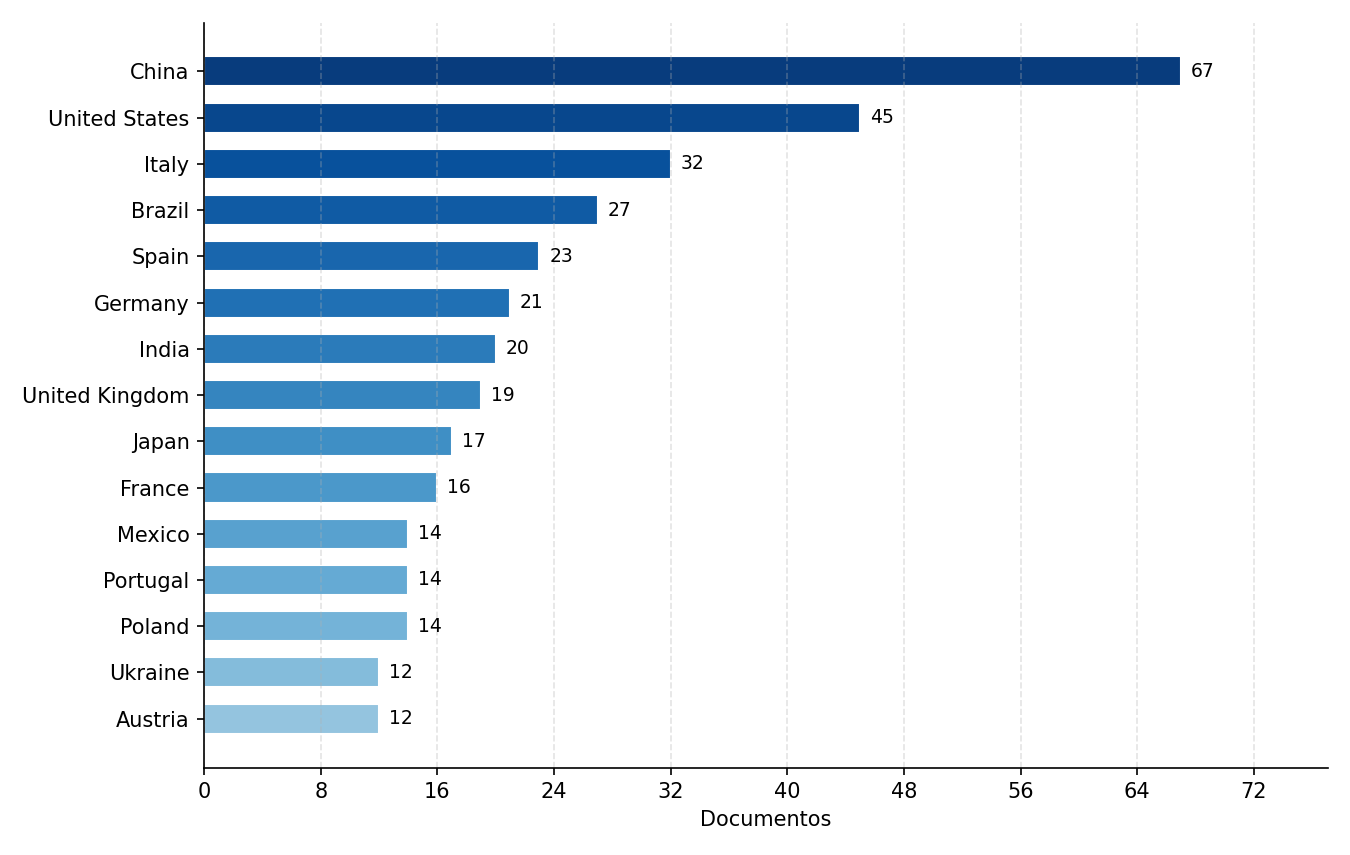 China 67
United States 45
Italy 32
Brazil 27
Spain 23
Germany 21
India 20
United Kingdom 19
Japan 17
France 16
Mexico 14
Portugal 14
Poland 14
Ukraine 12
Austria 12
0 8 16 24 32 40 48 56 64 72
Documentos